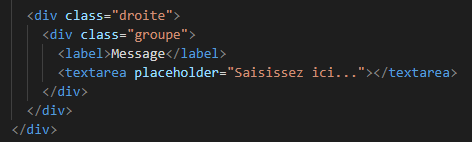 <div class="droite">
<div class="groupe">
<label>Message</label>
<textarea placeholder="Saisissez ici..."></textarea>
</div>
</div>
</div>